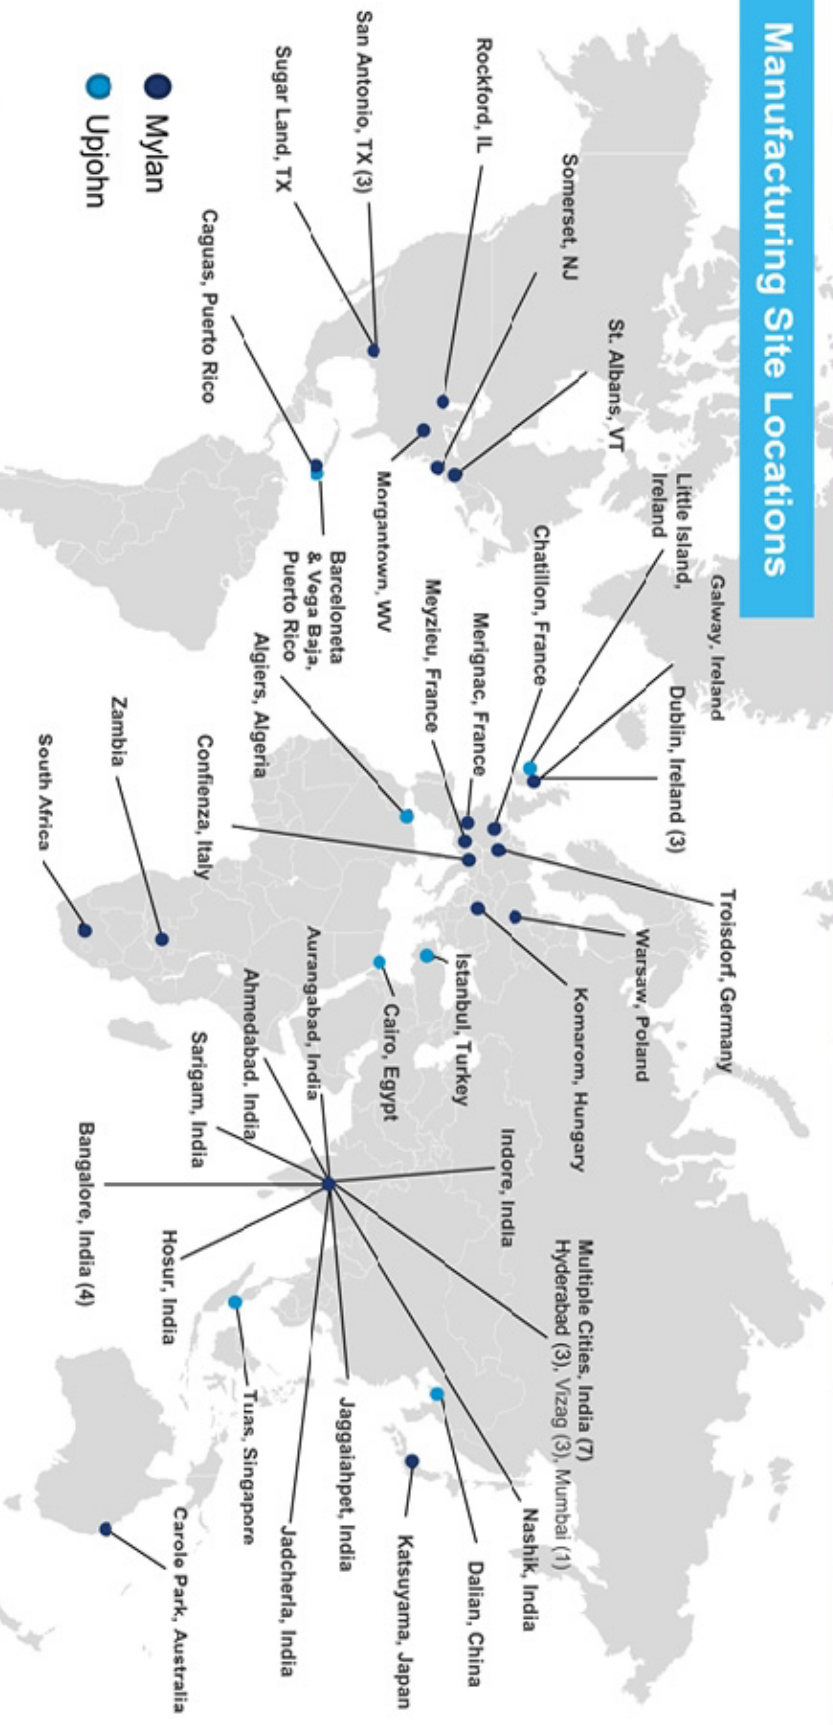 Manufacturing Site Locations
Rockford, IL
Somerset, NJ
St. Albans, VT
San Antonio, TX (3)
Sugar Land, TX
Caguas, Puerto Rico
Mylan
Upjohn
Morgantown, WV
Barceloneta
& Vega Baja,
Puerto Rico
Little Island,
Ireland
Galway, Ireland
Dublin, Ireland (3)
Chatillon, France
Merignac, France
Meyzieu, France
Algiers, Algeria
Confienza, Italy
Zambia
South Africa
Troisdorf, Germany
Warsaw, Poland
Komarom, Hungary
Istanbul, Turkey
Cairo, Egypt
Aurangabad, India
Ahmedabad, India
Sarigam, India
Bangalore, India (4)
Hosur, India
Indore, India
Multiple Cities, India (7)
Hyderabad (3), Vizag (3), Mumbai (1)
Nashik, India
Dalian, China
Katsuyama, Japan
Jaggaiahpet, India
Jadcherla, India
Tuas, Singapore
Carole Park, Australia